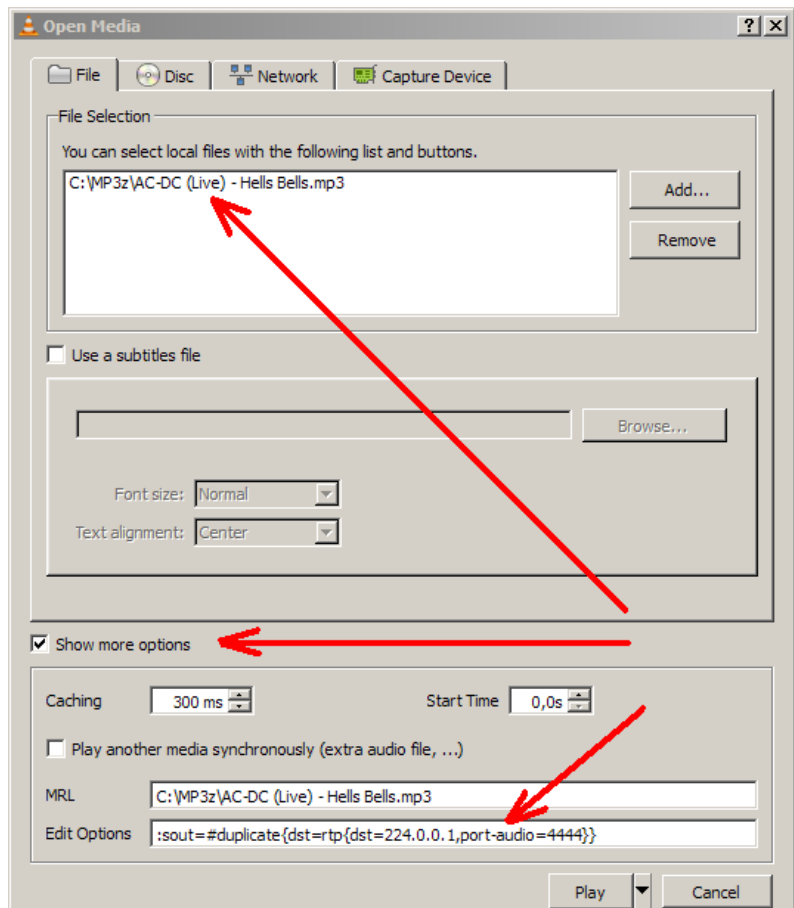 Open Media
File Disc Network Capture Device
File Selection
You can select local files with the following list and buttons.
C:\MP3z\AC-DC (Live) - Hells Bells.mp3
Add...
Remove
Use a subtitles file
Browse...
Font size: Normal
Text alignment: Center
Show more options
Caching 300 ms Start Time 0,0s
Play another media synchronously (extra audio file, ...)
MRL C:\MP3z\AC-DC (Live) - Hells Bells.mp3
Edit Options :sout=#duplicate{dst=rtp{dst=224.0.0.1,port-audio=4444}}
Play Cancel